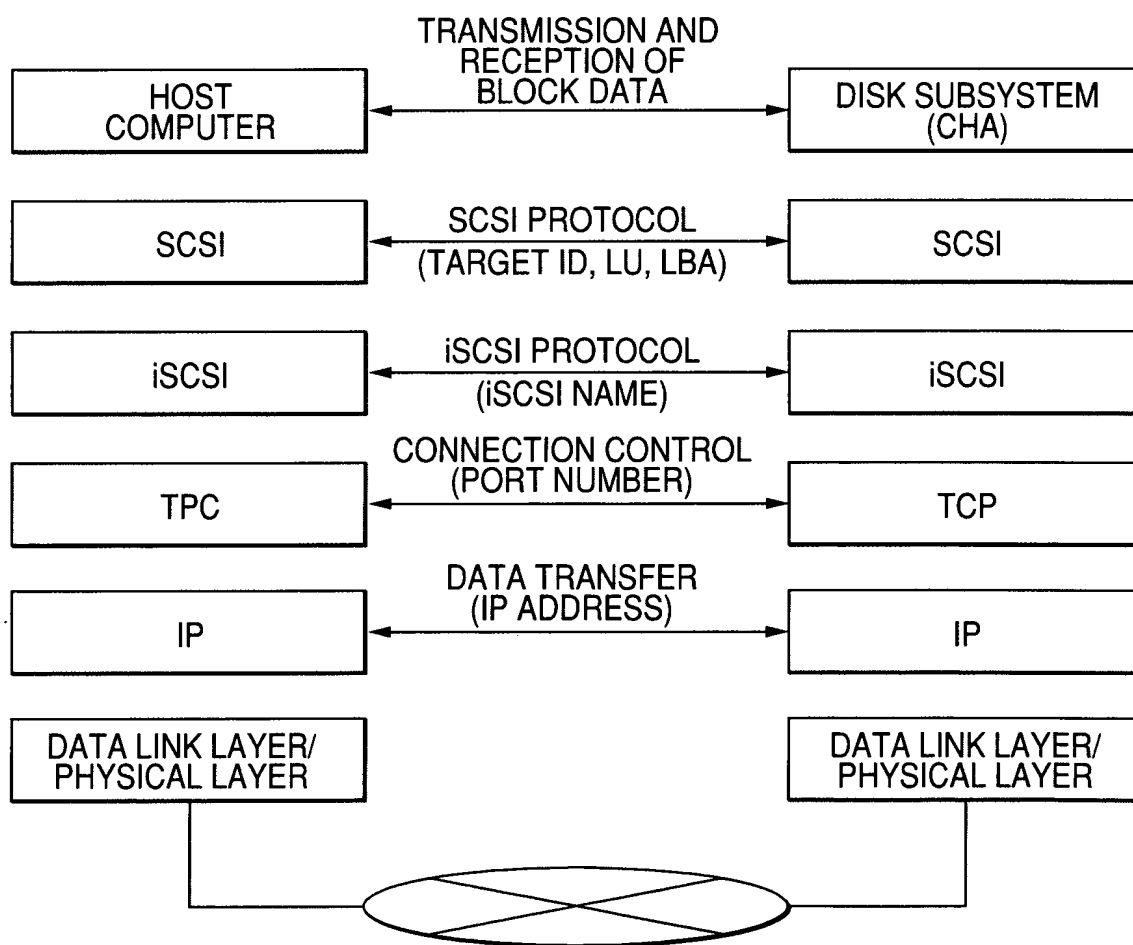 TRANSMISSION AND
RECEPTION OF
BLOCK DATA
HOST
COMPUTER
DISK SUBSYSTEM
(CHA)
SCSI
SCSI PROTOCOL
(TARGET ID, LU, LBA)
SCSI
iSCSI
iSCSI PROTOCOL
(iSCSI NAME)
iSCSI
TPC
CONNECTION CONTROL
(PORT NUMBER)
TCP
IP
DATA TRANSFER
(IP ADDRESS)
IP
DATA LINK LAYER/
PHYSICAL LAYER
DATA LINK LAYER/
PHYSICAL LAYER